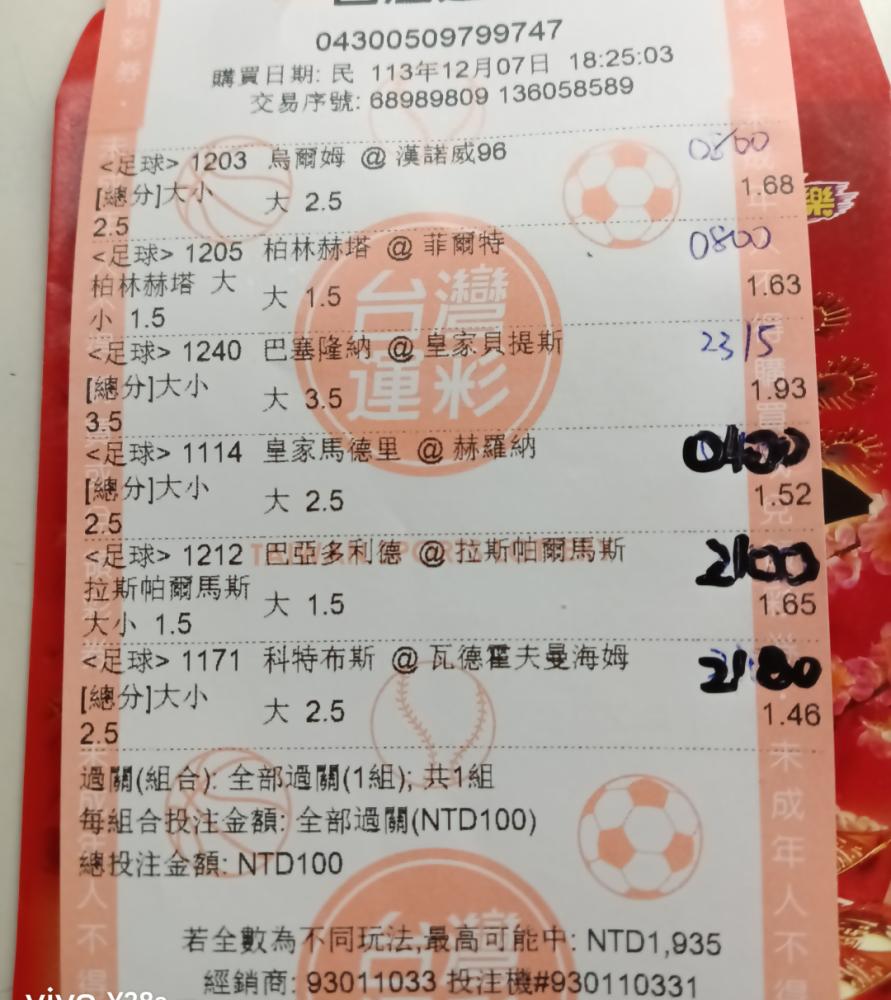 04300509799747
購買日期: 民 113年12月07日 18:25:03
交易序號: 68989809 136058589
<足球> 1203 烏爾姆 @ 漢諾威96
[總分]大小 大 2.5 1.68
2.5
<足球> 1205 柏林赫塔 @ 菲爾特 0800
柏林赫塔 大 大 1.5 1.63
小 1.5
<足球> 1240 巴塞隆納 @ 皇家貝提斯 2315
[總分]大小 大 3.5 1.93
3.5
<足球> 1114 皇家馬德里 @ 赫羅納 0400
[總分]大小 大 2.5 1.52
2.5
<足球> 1212 巴亞多利德 @ 拉斯帕爾馬斯 2100
拉斯帕爾馬斯 大 1.5 1.65
大小 1.5
<足球> 1171 科特布斯 @ 瓦德霍夫曼海姆
[總分]大小 大 2.5 1.46
2.5
過關(組合): 全部過關(1組); 共1組
每組合投注金額: 全部過關(NTD100)
總投注金額: NTD100
若全數為不同玩法,最高可能中: NTD1,935
經銷商: 93011033 投注機#930110331
台灣
運彩
台灣
未成年人不得
vivo Y28s